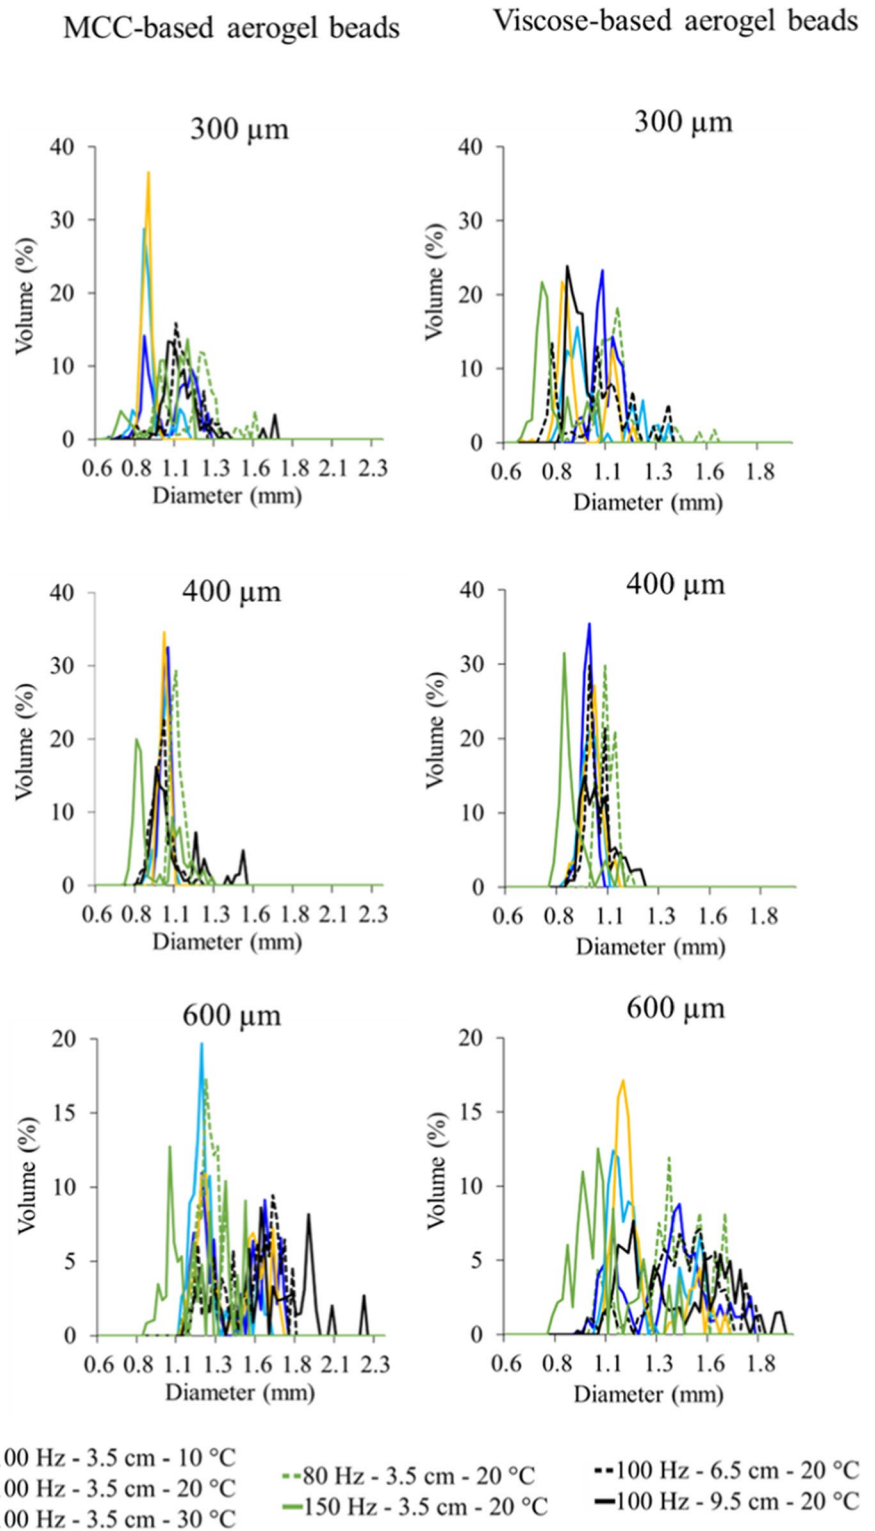 MCC-based aerogel beads
Viscose-based aerogel beads
300 µm
40
30
20
10
0
Volume (%)
0.6 0.8 1.1 1.3 1.6 1.8 2.1 2.3
Diameter (mm)
300 µm
40
30
20
10
0
Volume (%)
0.6 0.8 1.1 1.3 1.6 1.8
Diameter (mm)
400 µm
40
30
20
10
0
Volume (%)
0.6 0.8 1.1 1.3 1.6 1.8 2.1 2.3
Diameter (mm)
400 µm
40
30
20
10
0
Volume (%)
0.6 0.8 1.1 1.3 1.6 1.8
Diameter (mm)
600 µm
20
15
10
5
0
Volume (%)
0.6 0.8 1.1 1.3 1.6 1.8 2.1 2.3
Diameter (mm)
600 µm
20
15
10
5
0
Volume (%)
0.6 0.8 1.1 1.3 1.6 1.8
Diameter (mm)
00 Hz - 3.5 cm - 10 °C
00 Hz - 3.5 cm - 20 °C
00 Hz - 3.5 cm - 30 °C
80 Hz - 3.5 cm - 20 °C
150 Hz - 3.5 cm - 20 °C
100 Hz - 6.5 cm - 20 °C
100 Hz - 9.5 cm - 20 °C